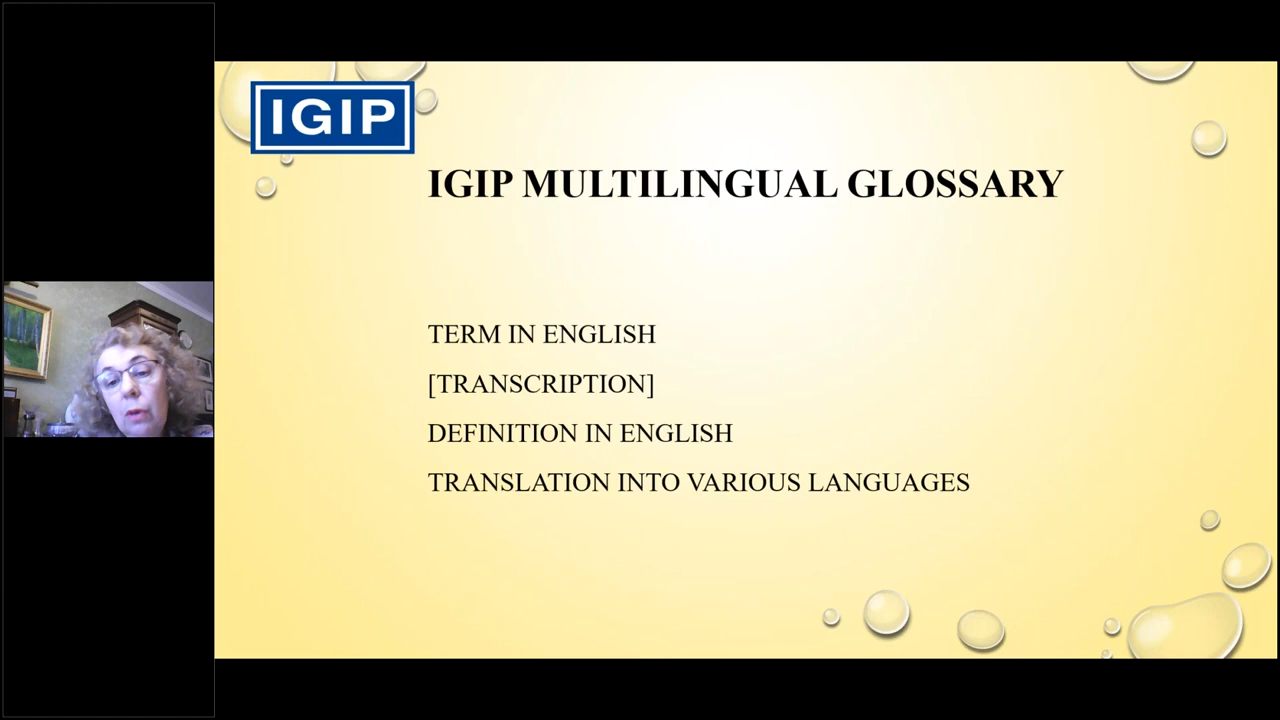 IGIP
IGIP MULTILINGUAL GLOSSARY
TERM IN ENGLISH
[TRANSCRIPTION]
DEFINITION IN ENGLISH
TRANSLATION INTO VARIOUS LANGUAGES